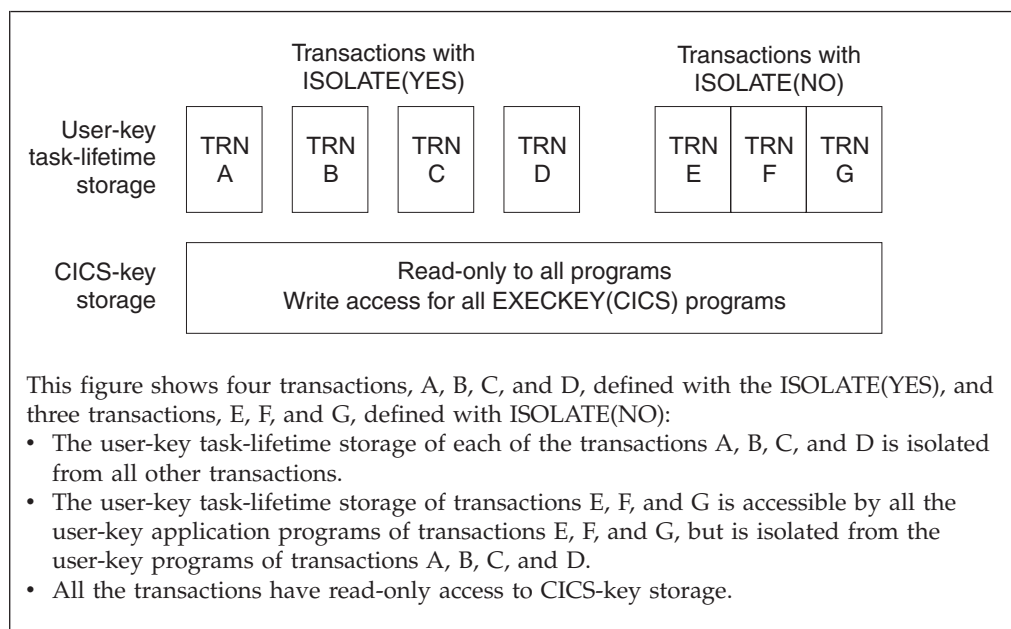 Transactions with
ISOLATE(YES)
Transactions with
ISOLATE(NO)
User-key
task-lifetime
storage
TRN
A
TRN
B
TRN
C
TRN
D
TRN
E
TRN
F
TRN
G
CICS-key
storage
Read-only to all programs
Write access for all EXECKEY(CICS) programs
This figure shows four transactions, A, B, C, and D, defined with the ISOLATE(YES), and
three transactions, E, F, and G, defined with ISOLATE(NO):
• The user-key task-lifetime storage of each of the transactions A, B, C, and D is isolated
from all other transactions.
• The user-key task-lifetime storage of transactions E, F, and G is accessible by all the
user-key application programs of transactions E, F, and G, but is isolated from the
user-key programs of transactions A, B, C, and D.
• All the transactions have read-only access to CICS-key storage.